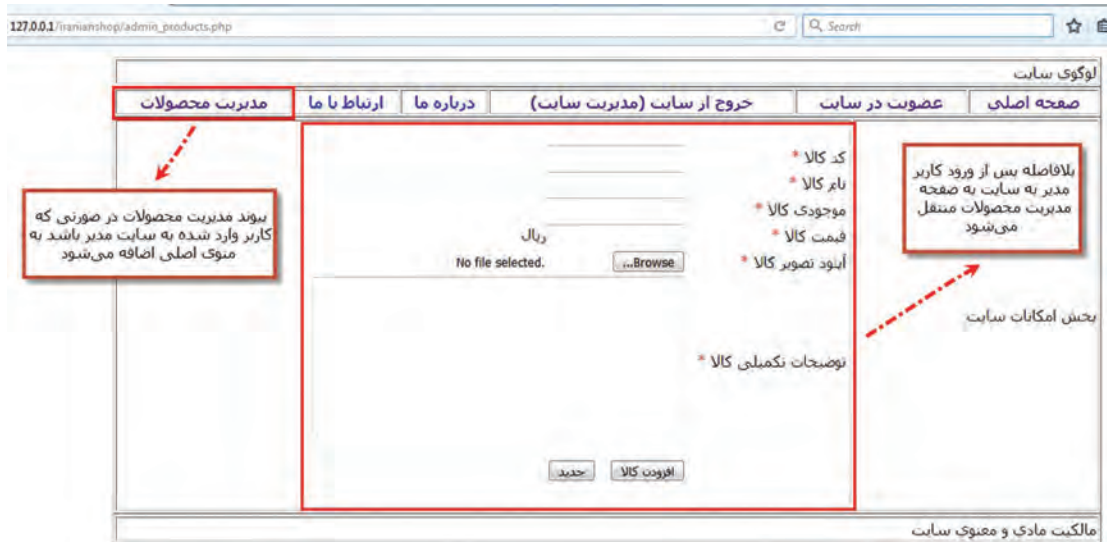 127.0.0.1/iranianshop/admin_products.php
Search
لوگوی سایت
صفحه اصلی
عضویت در سایت
خروج از سایت (مدیریت سایت)
درباره ما
ارتباط با ما
مدیریت محصولات
کد کالا *
نام کالا *
موجودی کالا *
قیمت کالا *
ریال
آپلود تصویر کالا *
Browse...
No file selected.
توضیحات تکمیلی کالا *
افزودن کالا
جدید
بلافاصله پس از ورود کاربر
مدیر به سایت به صفحه
مدیریت محصولات منتقل
می‌شود
بخش امکانات سایت
پیوند مدیریت محصولات در صورتی که
کاربر وارد شده به سایت مدیر باشد به
منوی اصلی اضافه می‌شود
مالکیت مادی و معنوی سایت